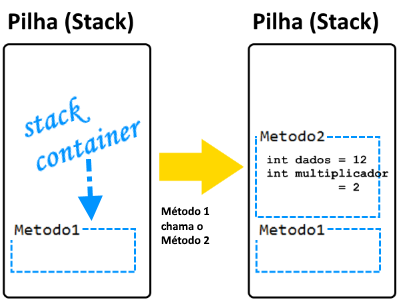 Pilha (Stack)
stack
container
Metodo1
Método 1
chama o
Método 2
Pilha (Stack)
Metodo2
int dados = 12
int multiplicador
= 2
Metodo1